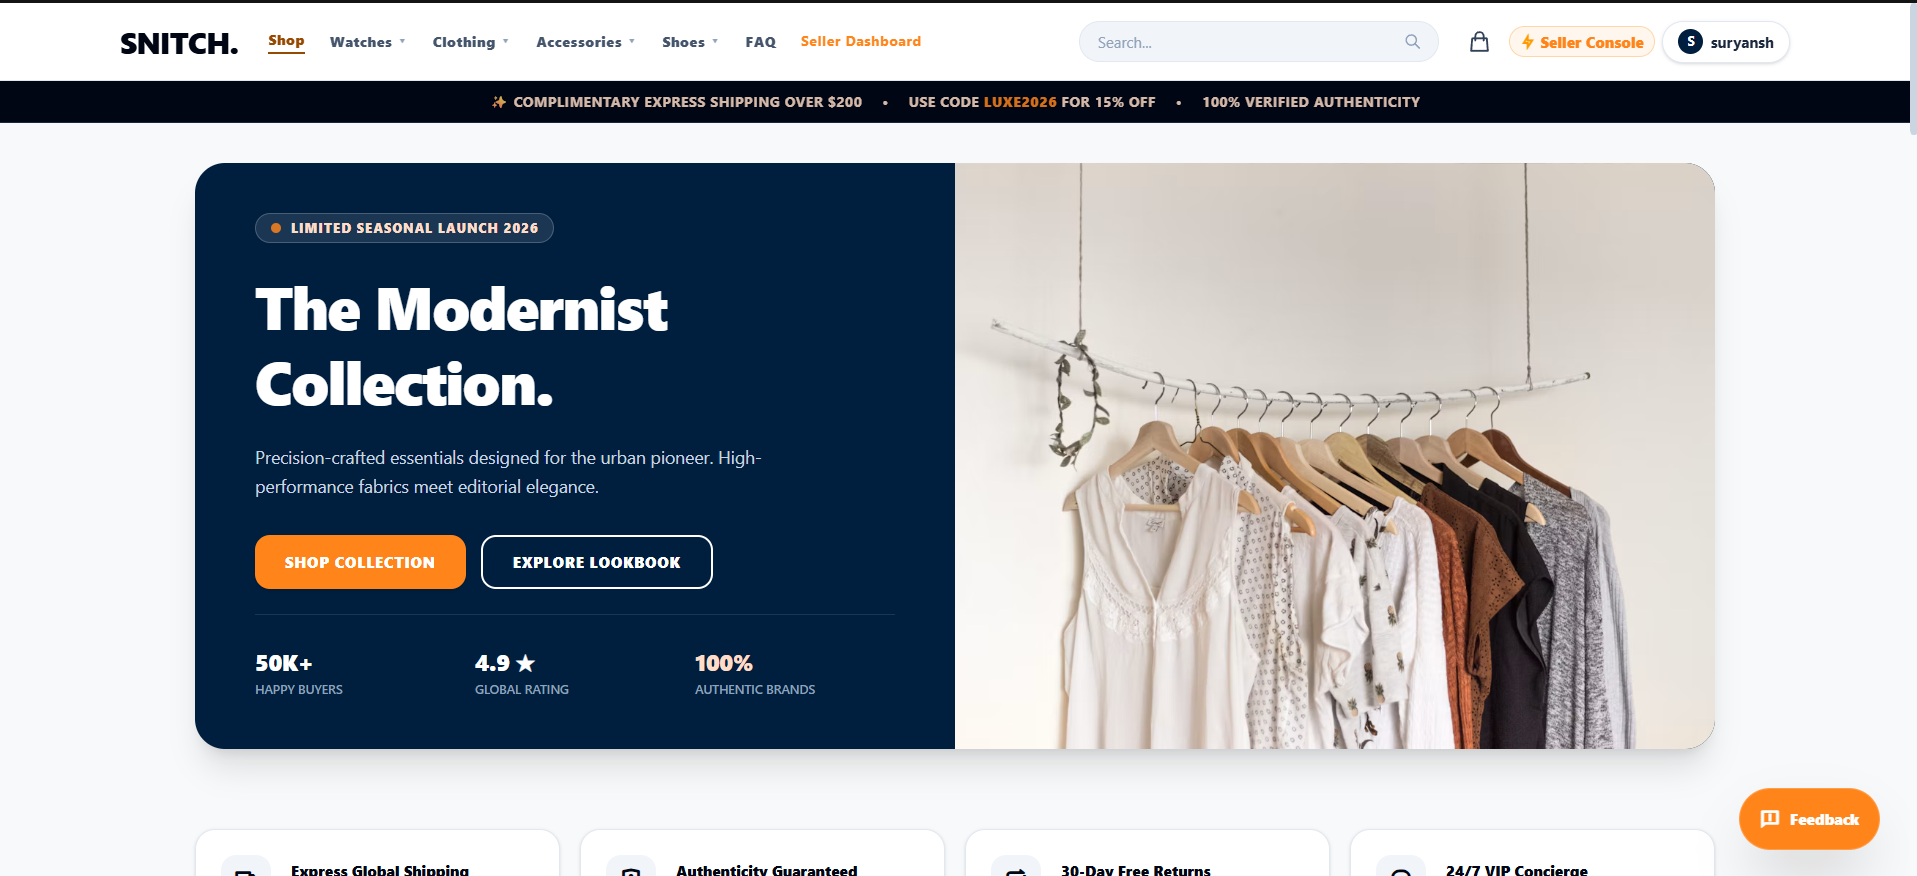 SNITCH.
Shop
Watches
Clothing
Accessories
Shoes
FAQ
Seller Dashboard
Search...
Seller Console
S
suryansh
✨ COMPLIMENTARY EXPRESS SHIPPING OVER $200 • USE CODE LUXE2026 FOR 15% OFF • 100% VERIFIED AUTHENTICITY
LIMITED SEASONAL LAUNCH 2026
The Modernist
Collection.
Precision-crafted essentials designed for the urban pioneer. High-
performance fabrics meet editorial elegance.
SHOP COLLECTION
EXPLORE LOOKBOOK
50K+
HAPPY BUYERS
4.9 ★
GLOBAL RATING
100%
AUTHENTIC BRANDS
Feedback
Express Global Shipping
Authenticity Guaranteed
30-Day Free Returns
24/7 VIP Concierge